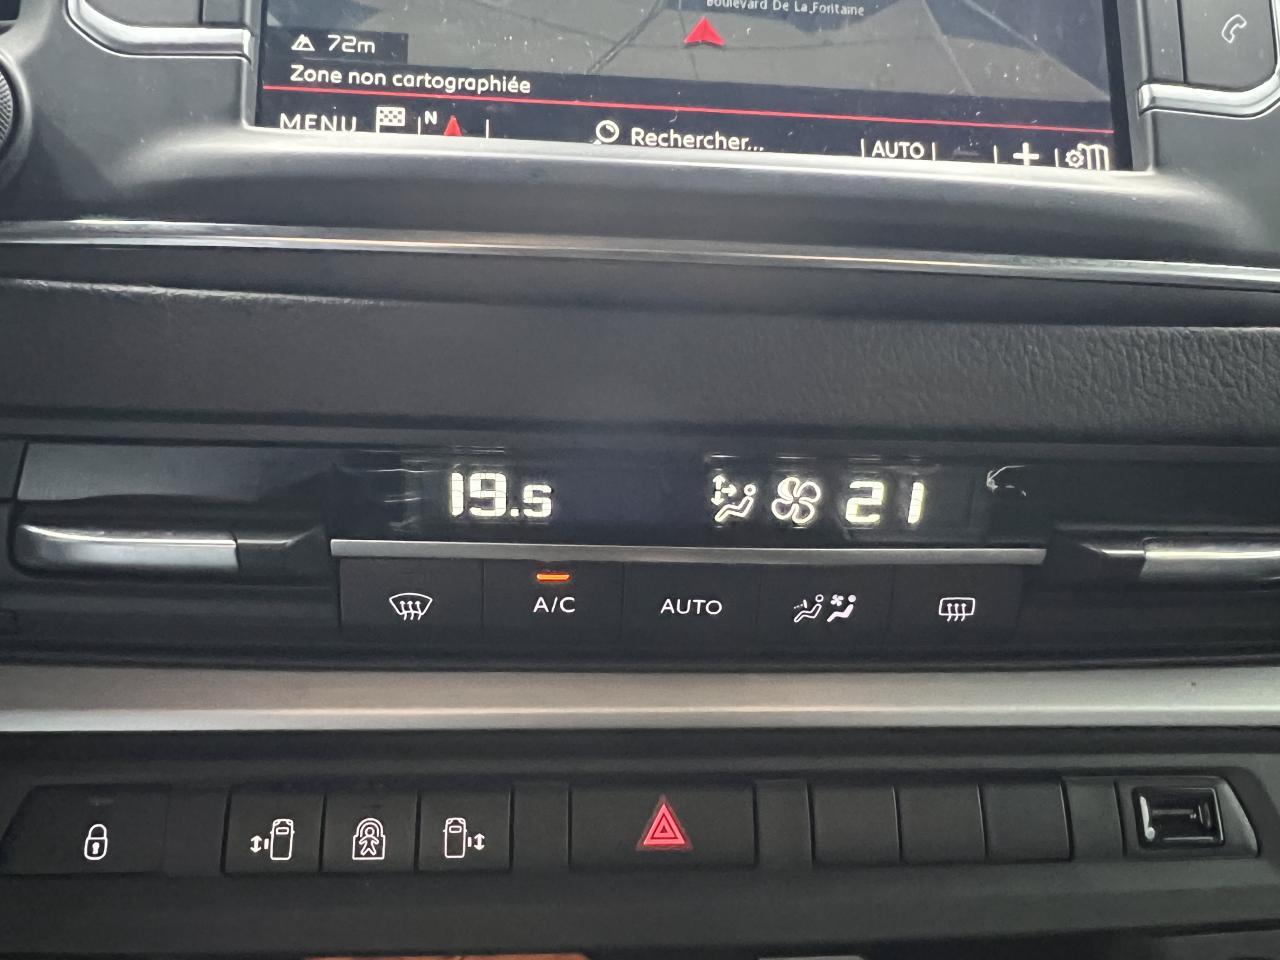 Boulevard De La Fontaine
72m
Zone non cartographiée
MENU N Rechercher... AUTO +
19.5 21
A/C AUTO